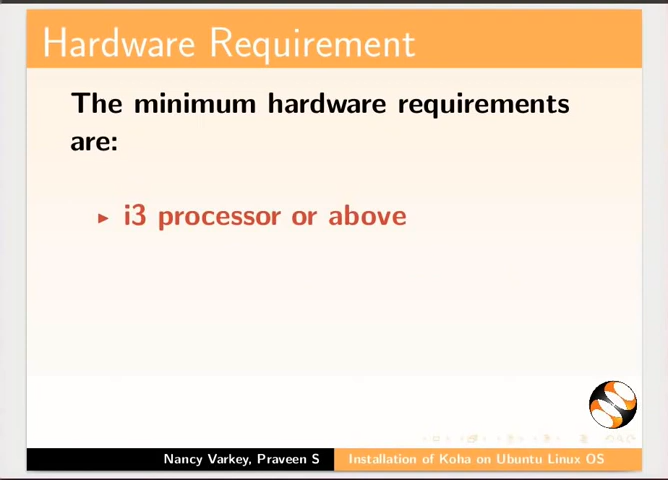 Hardware Requirement
The minimum hardware requirements
are:
▸ i3 processor or above
Nancy Varkey, Praveen S
Installation of Koha on Ubuntu Linux OS